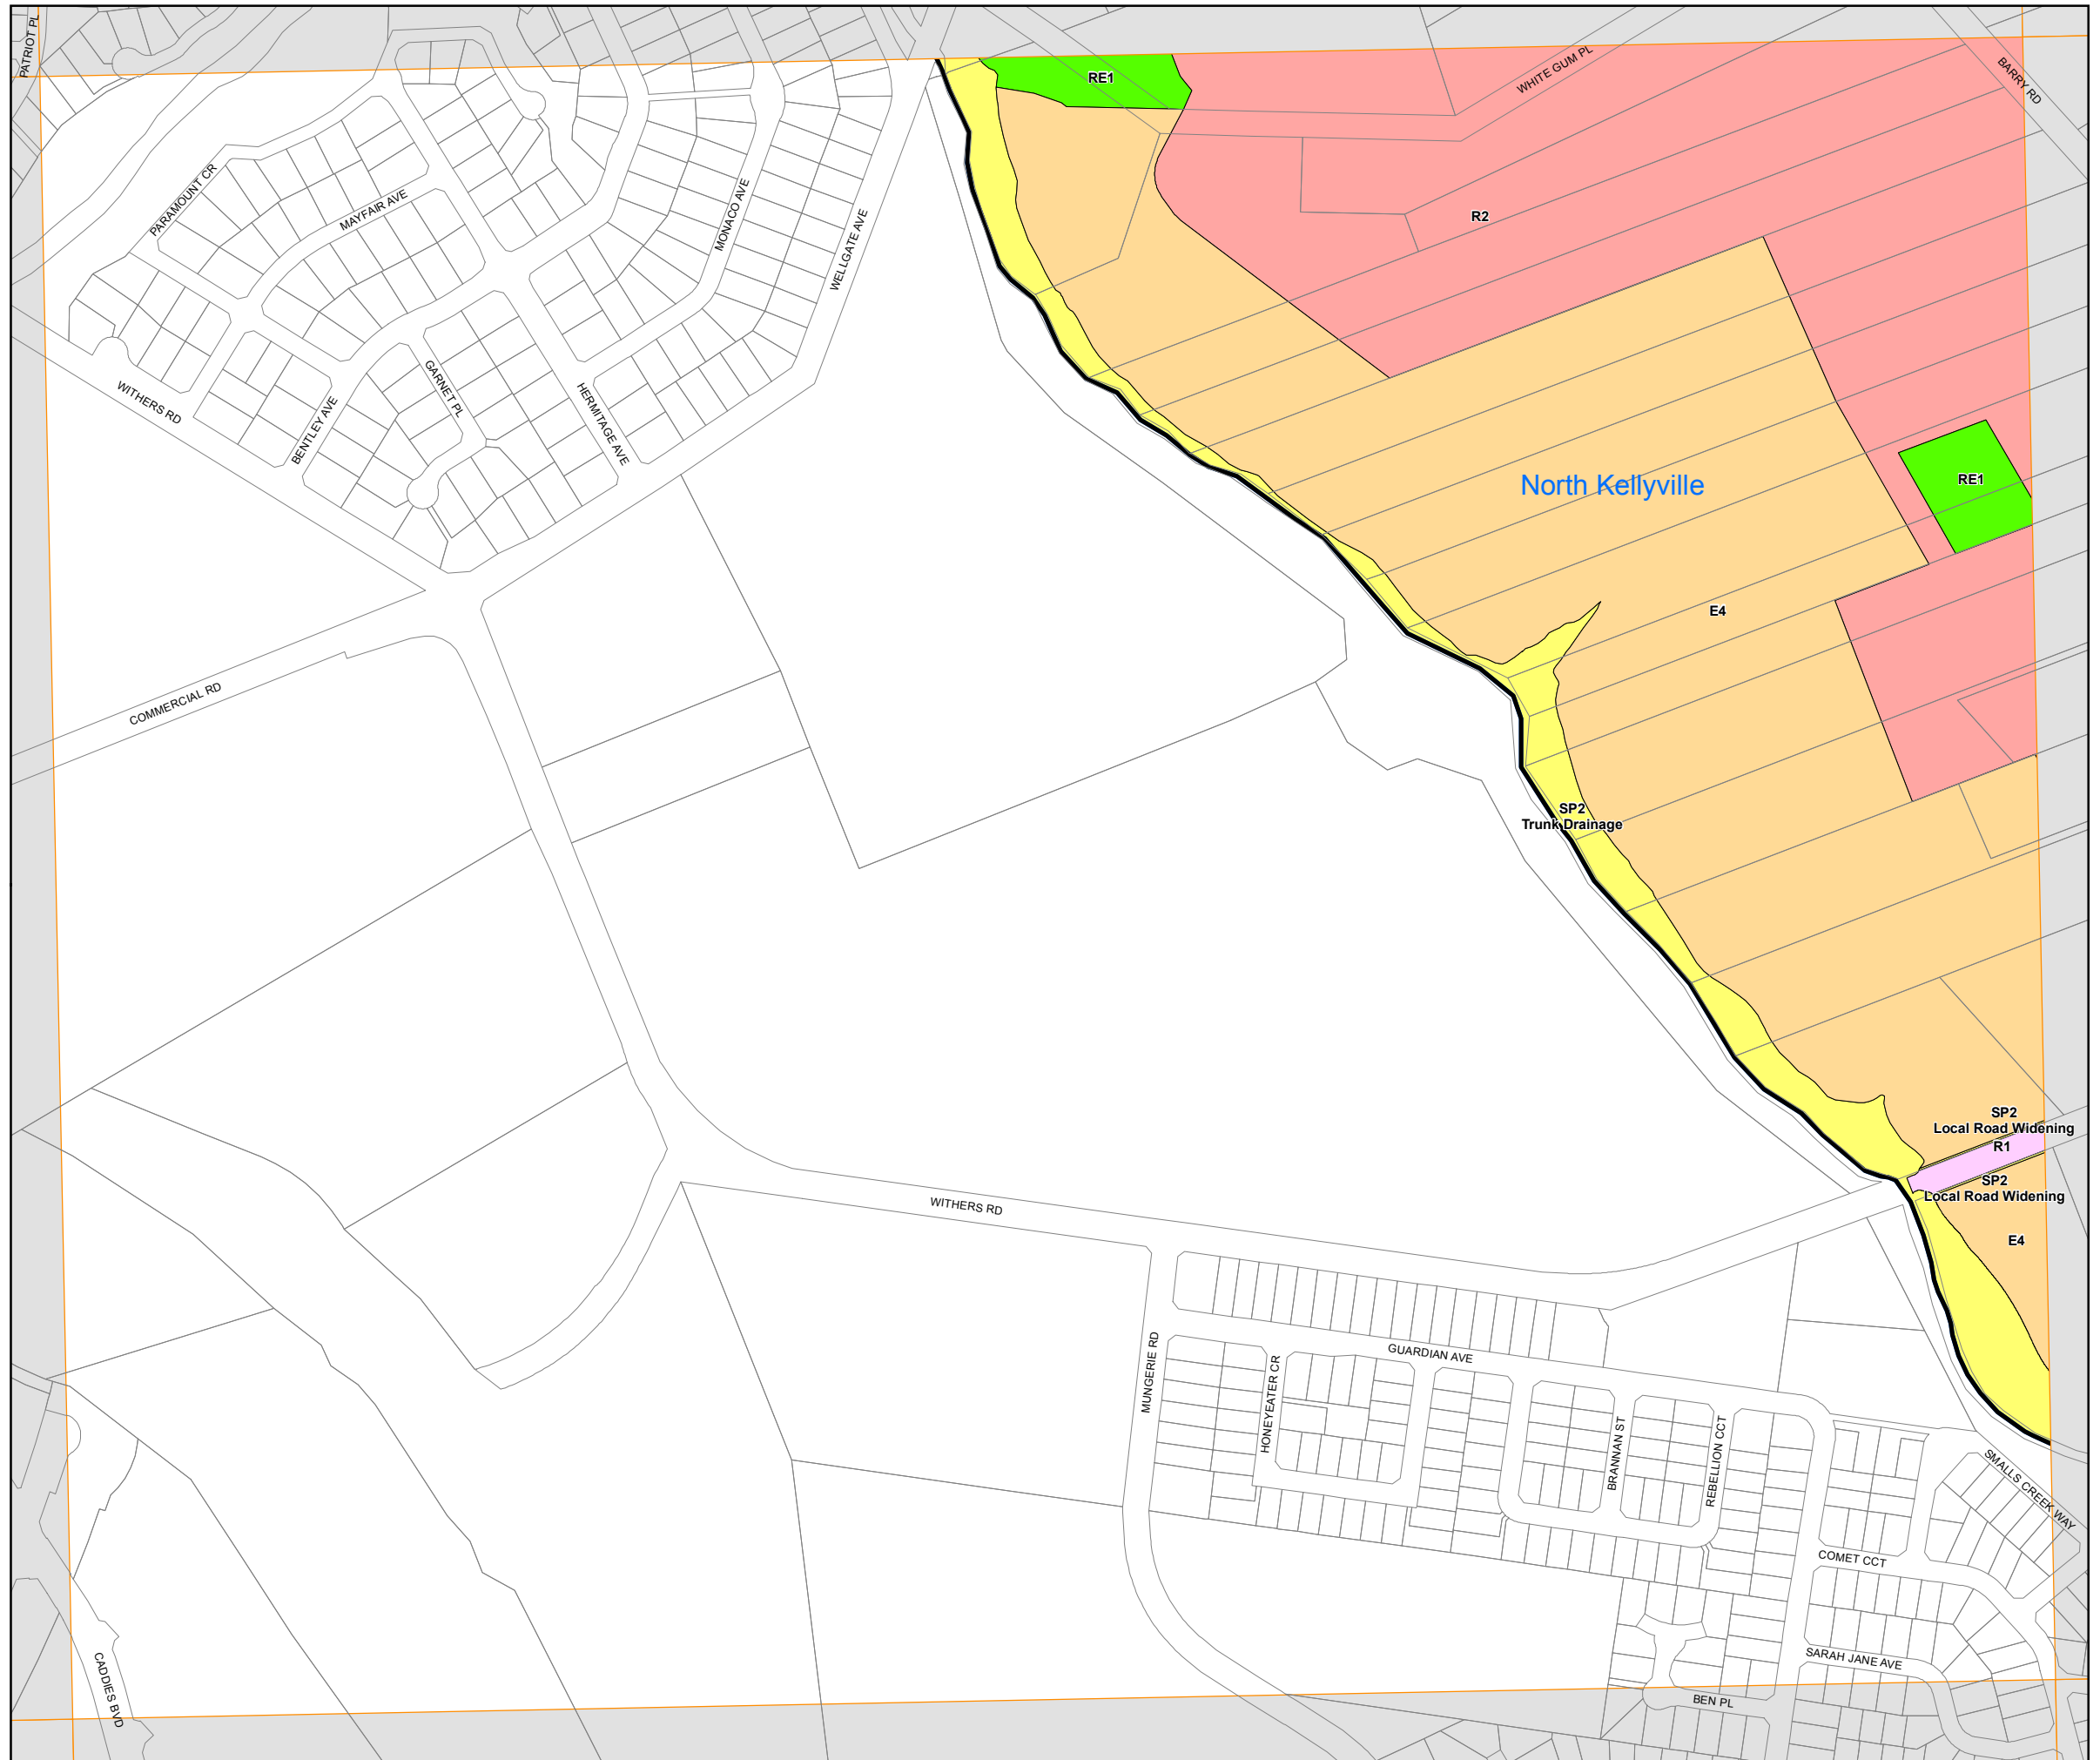 PATRIOT PL
RE1
WHITE GUM PL
BARRY RD
PARAMOUNT CR
MAYFAIR AVE
MONACO AVE
WELLGATE AVE
R2
WITHERS RD
BENTLEY AVE
GARNET PL
HERMITAGE AVE
North Kellyville
RE1
E4
COMMERCIAL RD
SP2
Trunk Drainage
SP2
Local Road Widening
R1
SP2
Local Road Widening
WITHERS RD
E4
MUNGERIE RD
HONEYEATER CR
GUARDIAN AVE
BRANNAN ST
REBELLION CCT
SMALLS CREEK WAY
COMET CCT
SARAH JANE AVE
CADDIES BVD
BEN PL